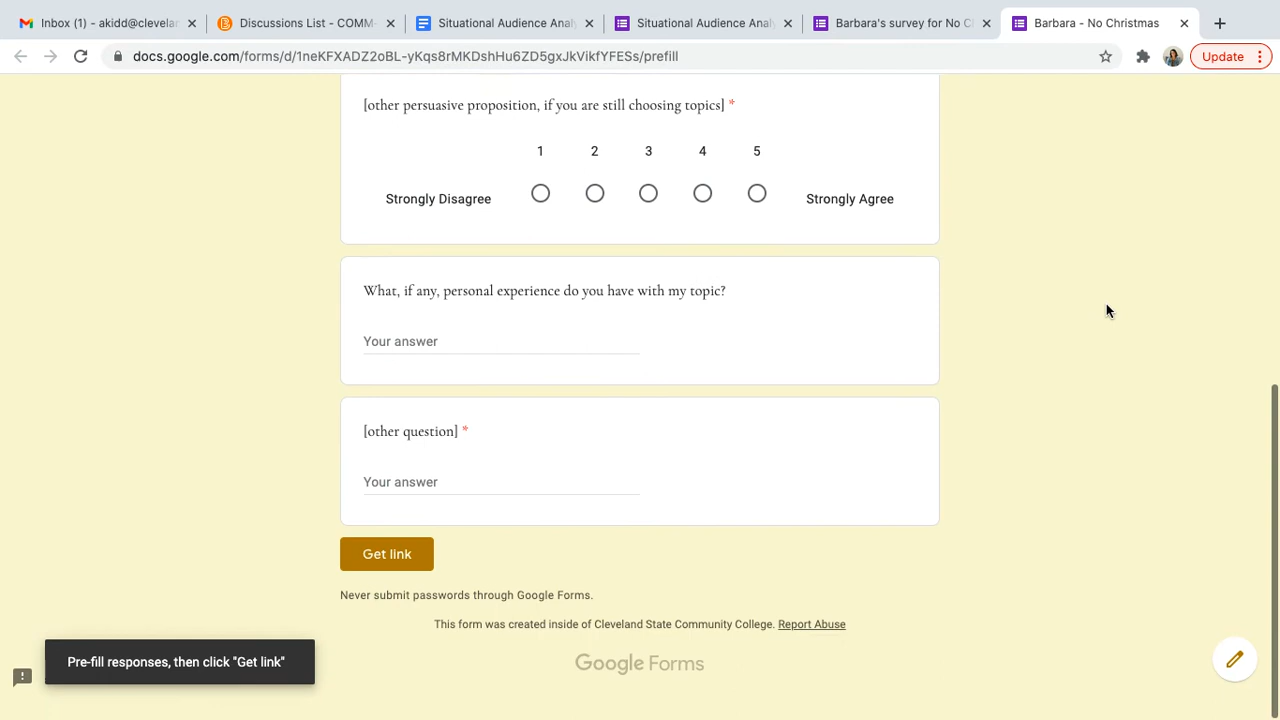 Inbox (1) - akidd@clevelan
Discussions List - COMM-
Situational Audience Analy
Situational Audience Analy
Barbara's survey for No Ch
Barbara - No Christmas
docs.google.com/forms/d/1neKFXADZ2oBL-yKqs8rMKDshHu6ZD5gxJkVikfYFESs/prefill
Update
[other persuasive proposition, if you are still choosing topics] *
1 2 3 4 5
Strongly Disagree Strongly Agree
What, if any, personal experience do you have with my topic?
Your answer
[other question] *
Your answer
Get link
Never submit passwords through Google Forms.
This form was created inside of Cleveland State Community College. Report Abuse
Pre-fill responses, then click "Get link"
Google Forms